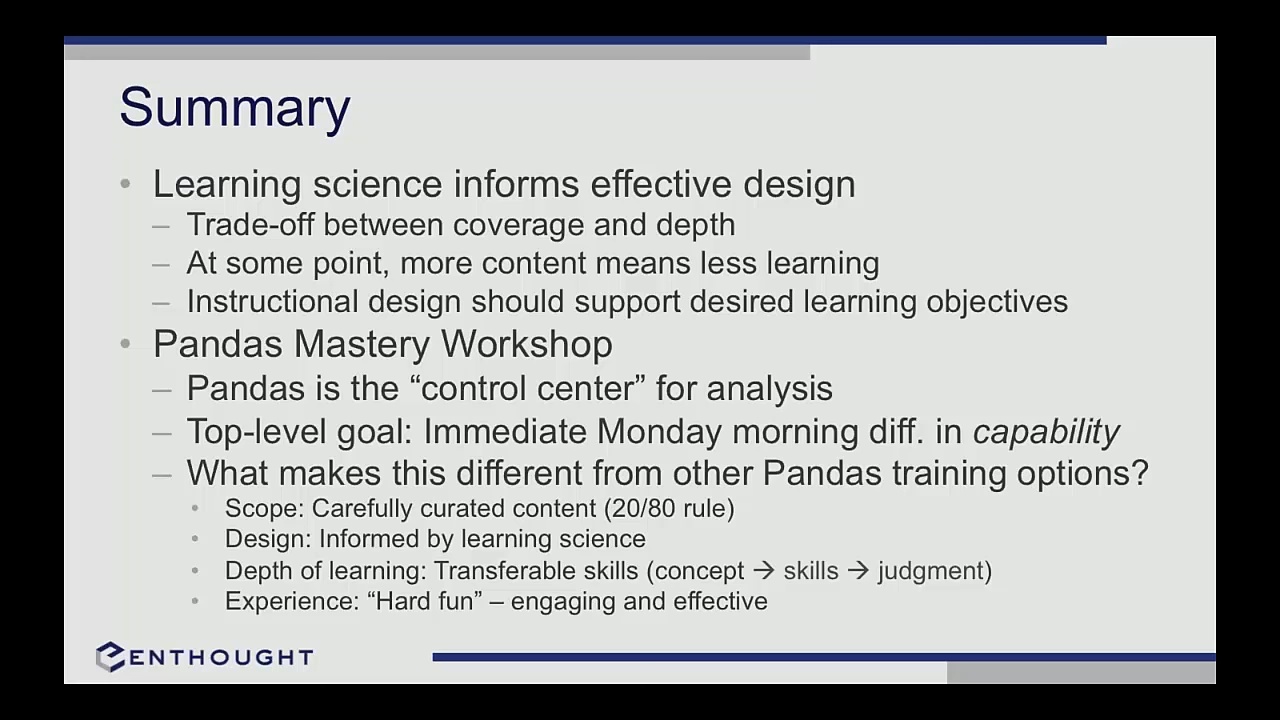 Summary
• Learning science informs effective design
– Trade-off between coverage and depth
– At some point, more content means less learning
– Instructional design should support desired learning objectives
• Pandas Mastery Workshop
– Pandas is the “control center” for analysis
– Top-level goal: Immediate Monday morning diff. in capability
– What makes this different from other Pandas training options?
• Scope: Carefully curated content (20/80 rule)
• Design: Informed by learning science
• Depth of learning: Transferable skills (concept → skills → judgment)
• Experience: “Hard fun” – engaging and effective
ENTHOUGHT